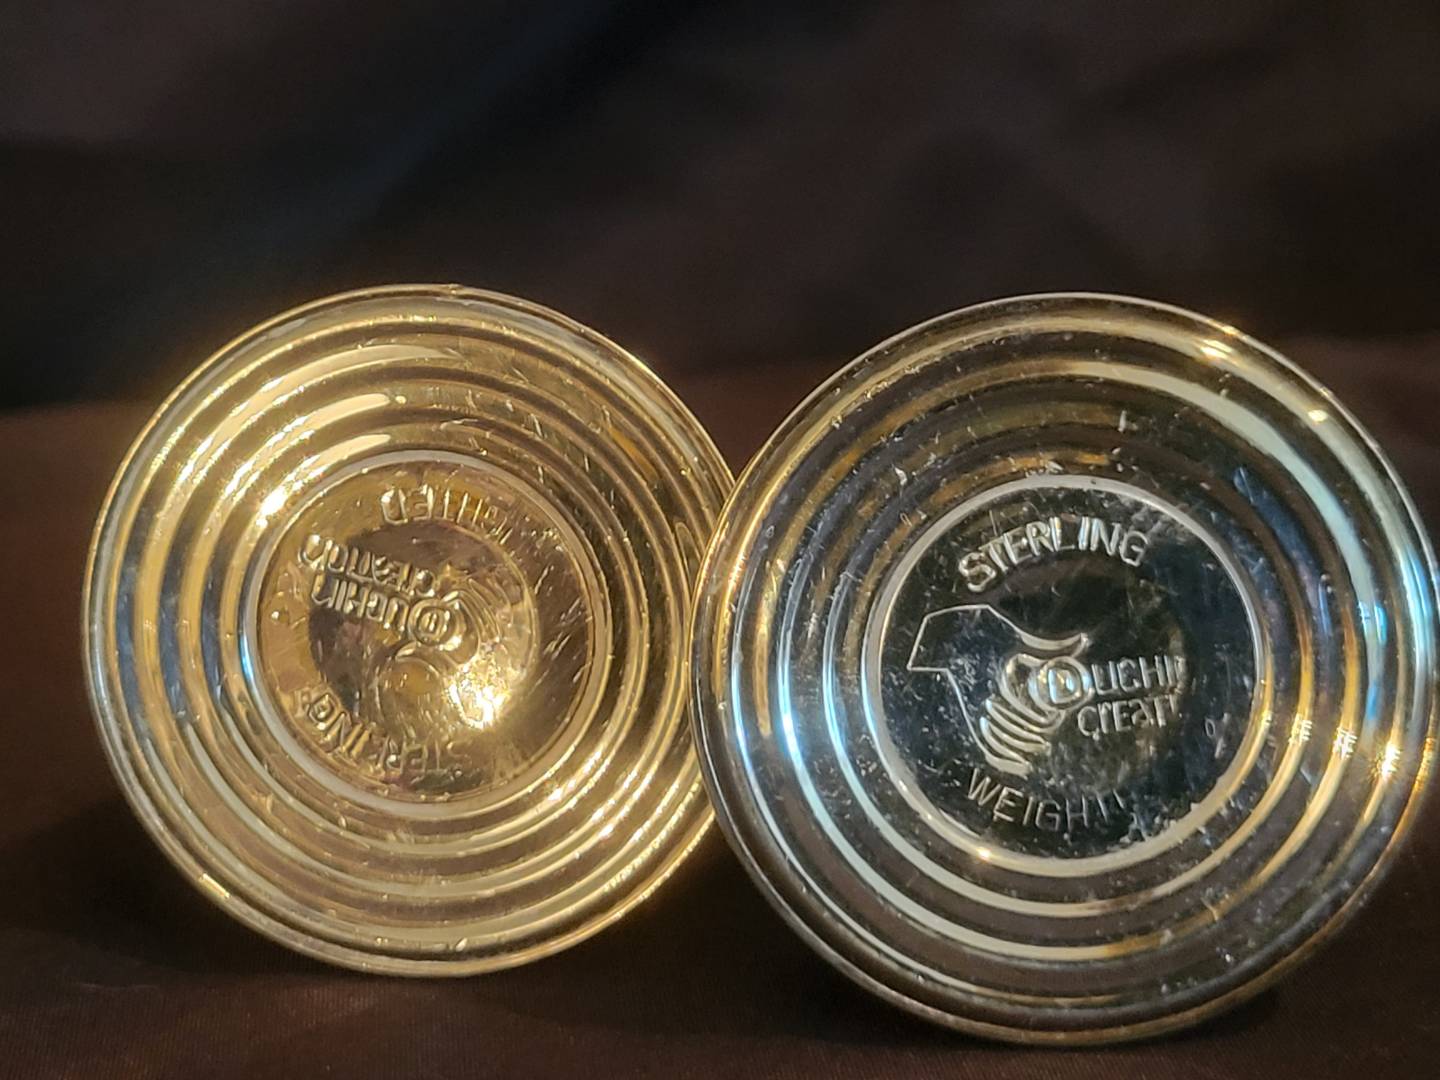 STERLING
DUCHIN
Creation
WEIGHTED
STERLING
DUCHIN
Creat
WEIGHT